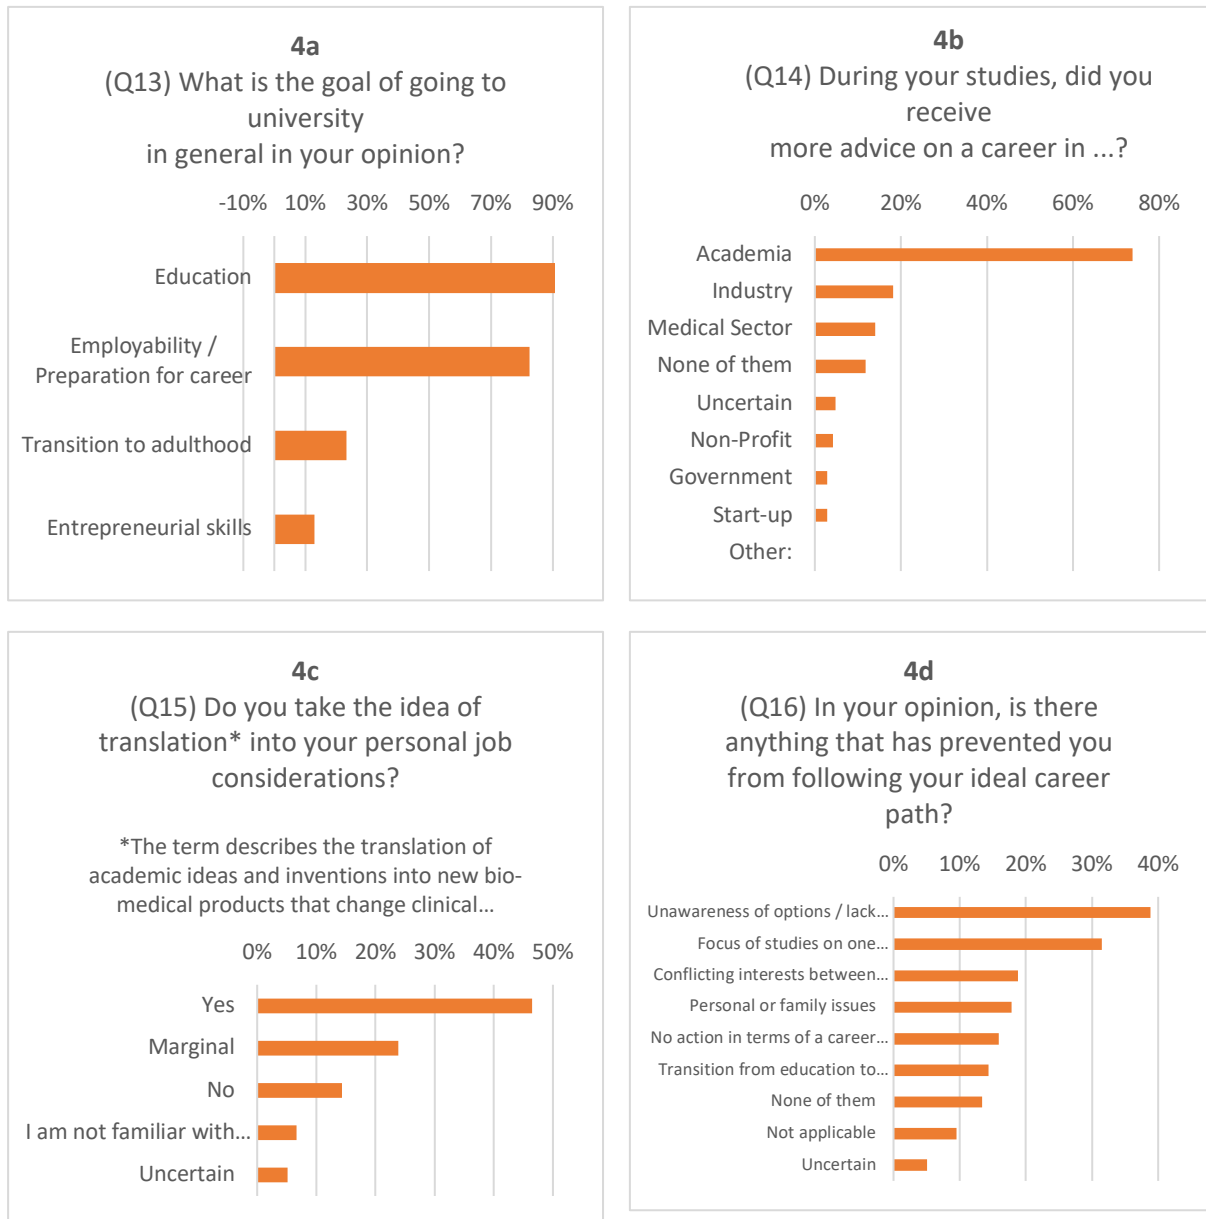 4a
(Q13) What is the goal of going to
university
in general in your opinion?
-10% 10% 30% 50% 70% 90%
Education
Employability /
Preparation for career
Transition to adulthood
Entrepreneurial skills
4b
(Q14) During your studies, did you
receive
more advice on a career in ...?
0% 20% 40% 60% 80%
Academia
Industry
Medical Sector
None of them
Uncertain
Non-Profit
Government
Start-up
Other:
4c
(Q15) Do you take the idea of
translation* into your personal job
considerations?
*The term describes the translation of
academic ideas and inventions into new bio-
medical products that change clinical...
0% 10% 20% 30% 40% 50%
Yes
Marginal
No
I am not familiar with...
Uncertain
4d
(Q16) In your opinion, is there
anything that has prevented you
from following your ideal career
path?
0% 10% 20% 30% 40%
Unawareness of options / lack...
Focus of studies on one...
Conflicting interests between...
Personal or family issues
No action in terms of a career...
Transition from education to...
None of them
Not applicable
Uncertain